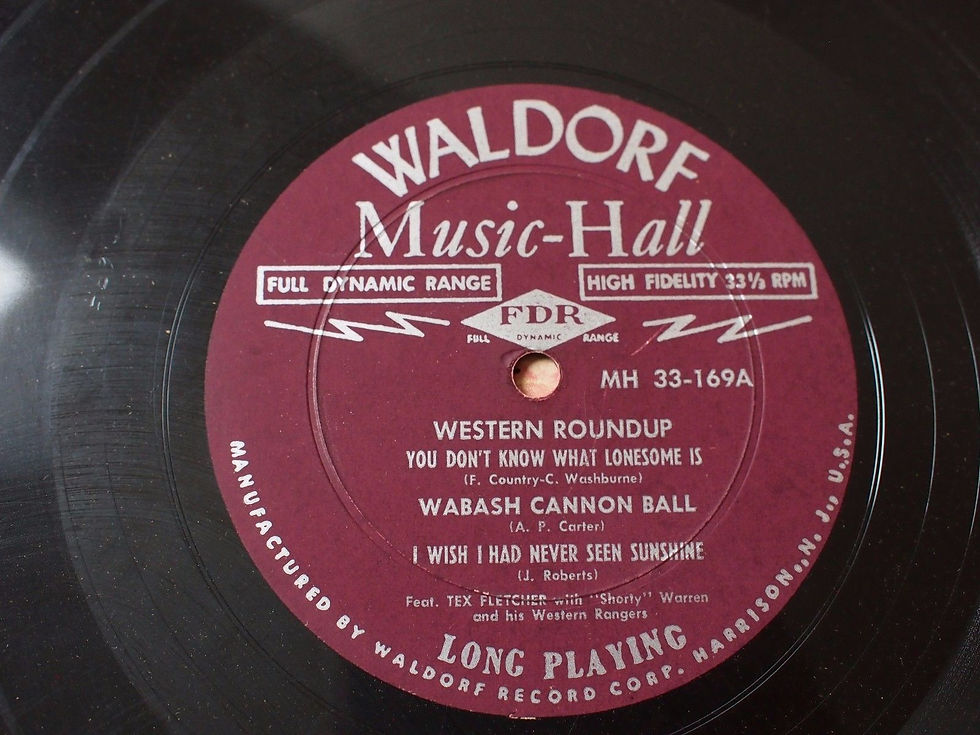 WALDORF
Music-Hall
FULL DYNAMIC RANGE
HIGH FIDELITY 33⅓ RPM
FDR
FULL DYNAMIC RANGE
MH 33-169A
WESTERN ROUNDUP
YOU DON'T KNOW WHAT LONESOME IS
(F. Country-C. Washburne)
WABASH CANNON BALL
(A. P. Carter)
I WISH I HAD NEVER SEEN SUNSHINE
(J. Roberts)
Feat. TEX FLETCHER with "Shorty" Warren
and his Western Rangers
LONG PLAYING
MANUFACTURED BY WALDORF RECORD CORP. HARRISON., N. J., U.S.A.